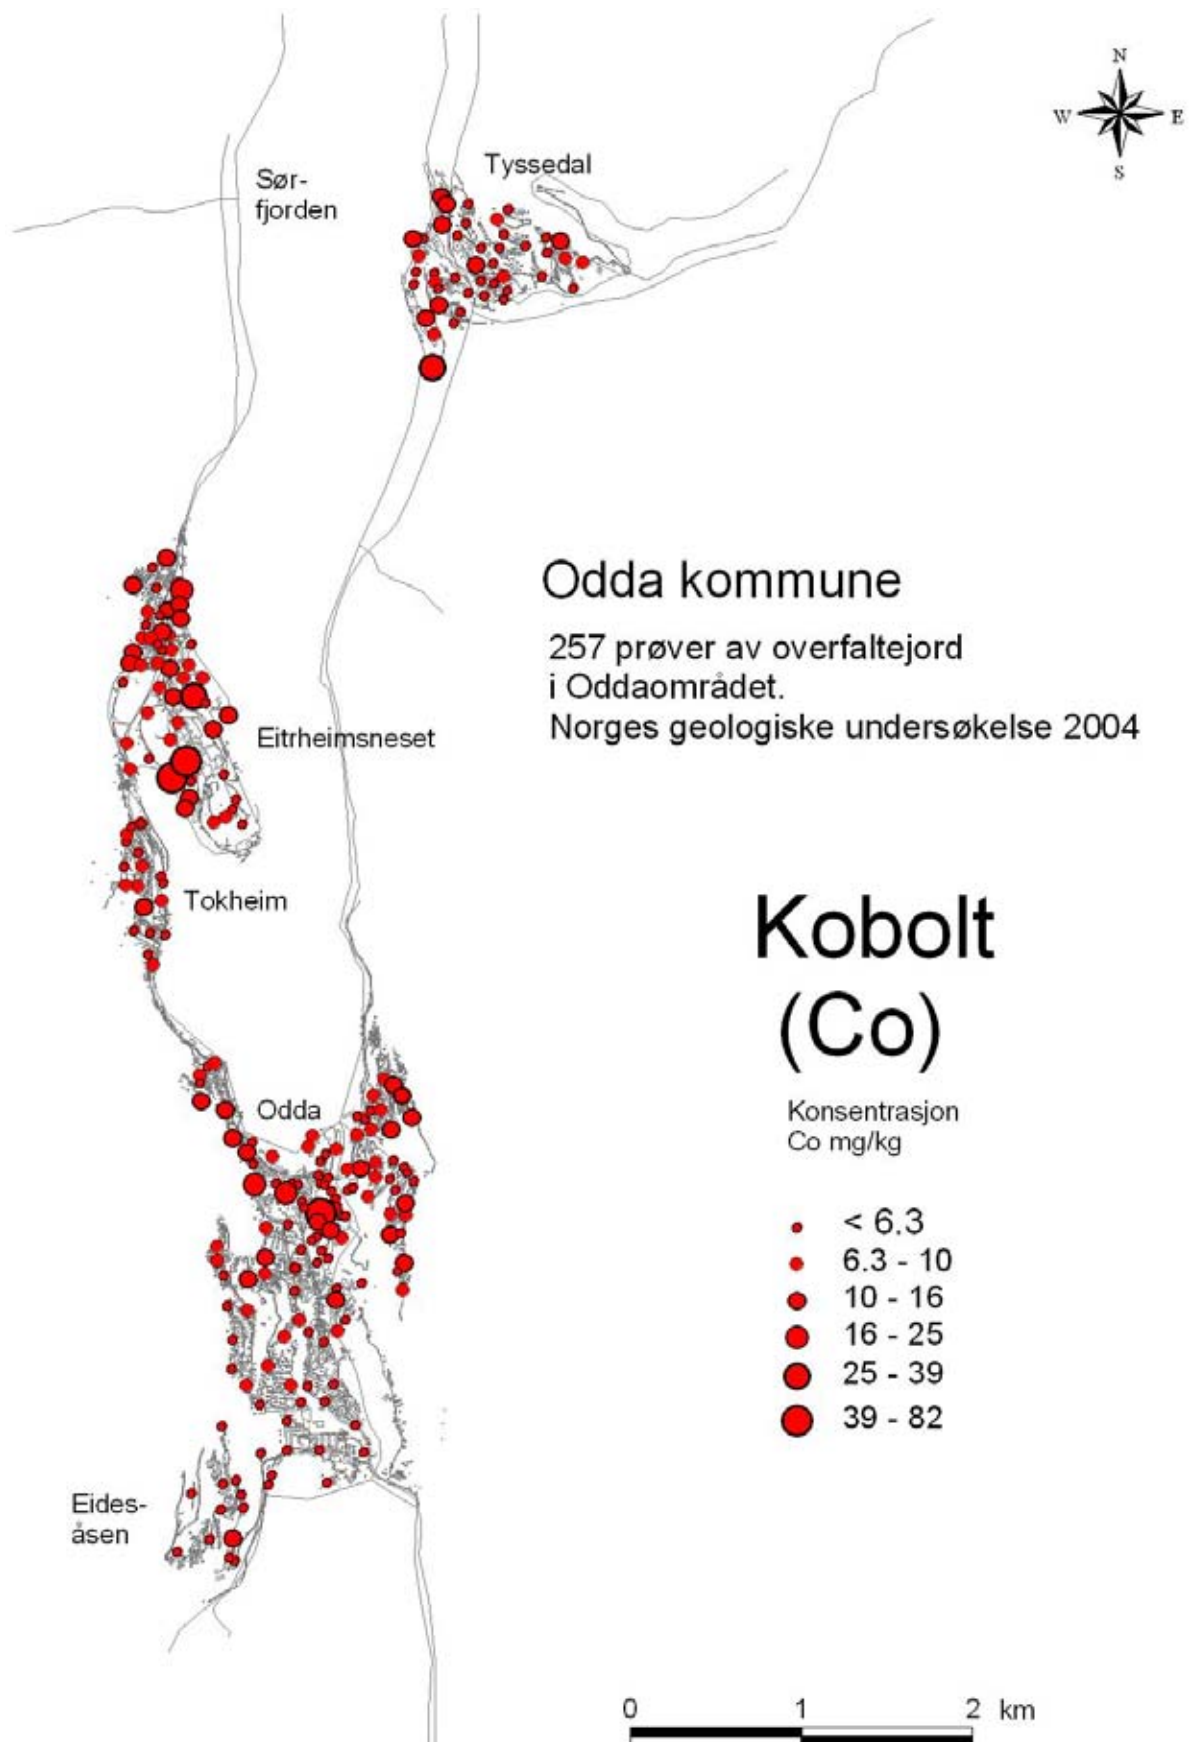 N
W E
S
Tyssedal
Sør-
fjorden
Odda kommune
257 prøver av overfaltejord
i Oddaområdet.
Norges geologiske undersøkelse 2004
Eitrheimsneset
Tokheim
Kobolt
(Co)
Odda
Konsentrasjon
Co mg/kg
< 6.3
6.3 - 10
10 - 16
16 - 25
25 - 39
39 - 82
Eides-
åsen
0 1 2 km